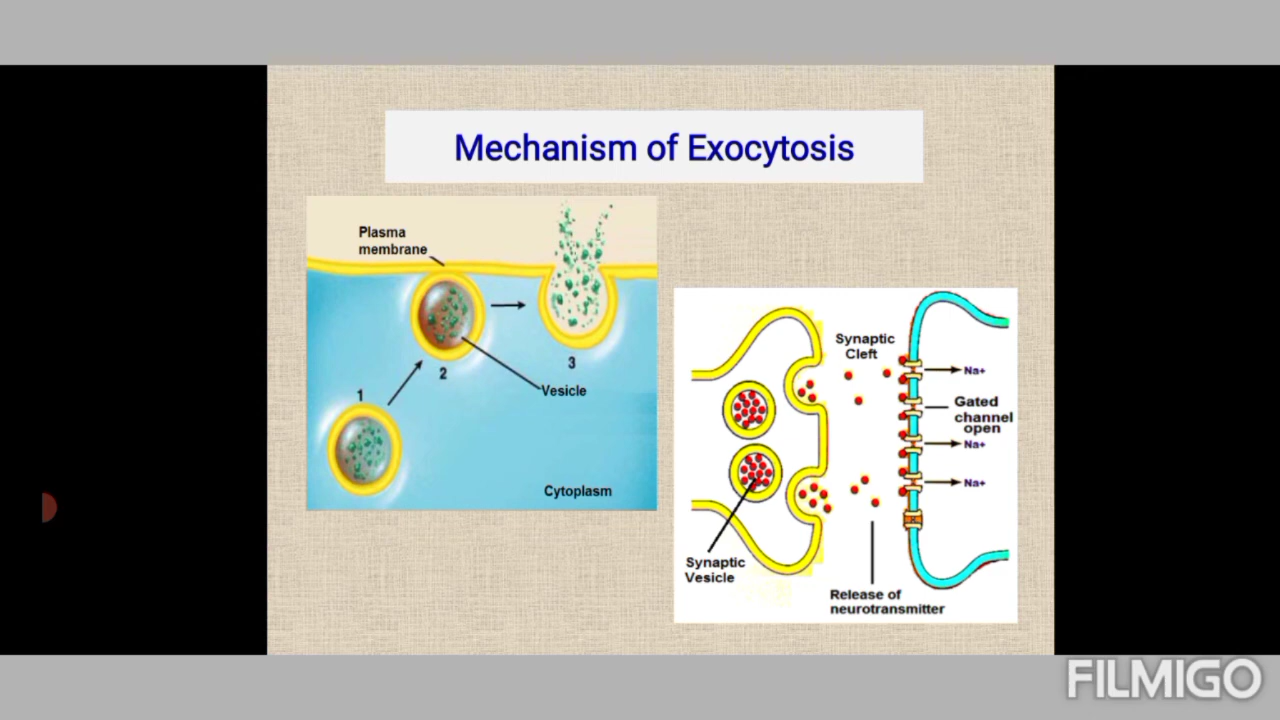 Mechanism of Exocytosis
Plasma
membrane
1
2
3
Vesicle
Cytoplasm
Synaptic
Cleft
Na+
Gated
channel
open
Na+
Na+
Synaptic
Vesicle
Release of
neurotransmitter
FILMIGO